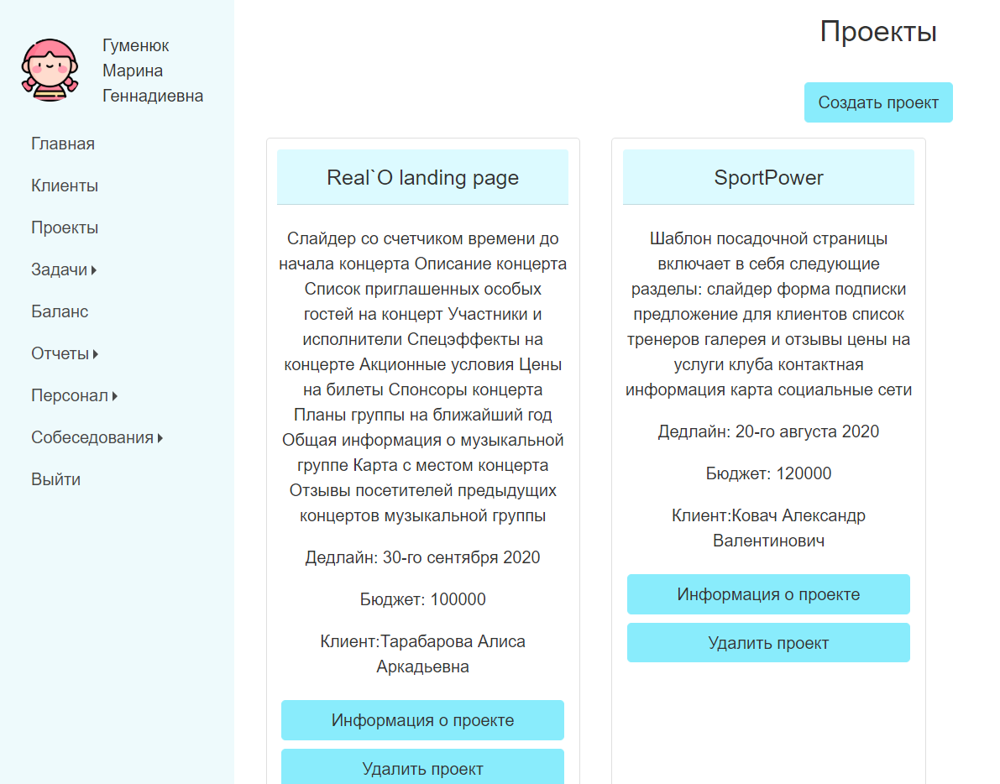 Гуменюк
Марина
Геннадиевна
Главная
Клиенты
Проекты
Задачи
Баланс
Отчеты
Персонал
Собеседования
Выйти
Проекты
Создать проект
Real`O landing page
Слайдер со счетчиком времени до
начала концерта Описание концерта
Список приглашенных особых
гостей на концерт Участники и
исполнители Спецэффекты на
концерте Акционные условия Цены
на билеты Спонсоры концерта
Планы группы на ближайший год
Общая информация о музыкальной
группе Карта с местом концерта
Отзывы посетителей предыдущих
концертов музыкальной группы
Дедлайн: 30-го сентября 2020
Бюджет: 100000
Клиент:Тарабарова Алиса
Аркадьевна
Информация о проекте
Удалить проект
SportPower
Шаблон посадочной страницы
включает в себя следующие
разделы: слайдер форма подписки
предложение для клиентов список
тренеров галерея и отзывы цены на
услуги клуба контактная
информация карта социальные сети
Дедлайн: 20-го августа 2020
Бюджет: 120000
Клиент:Ковач Александр
Валентинович
Информация о проекте
Удалить проект